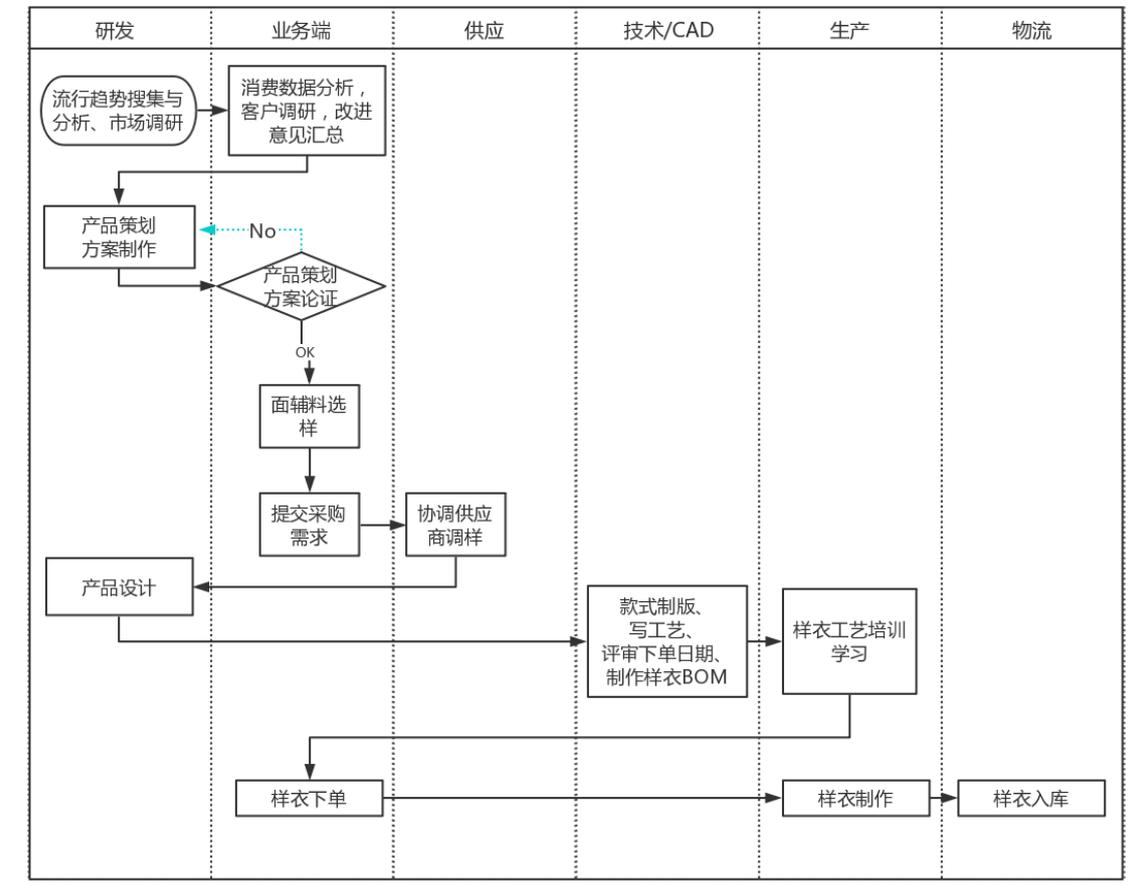 研发
业务端
供应
技术/CAD
生产
物流
流行趋势搜集与
分析、市场调研
消费数据分析，
客户调研，改进
意见汇总
产品策划
方案制作
No
产品策划
方案论证
OK
面辅料选
样
提交采购
需求
协调供应
商调样
产品设计
款式制版、
写工艺、
评审下单日期、
制作样衣BOM
样衣工艺培训
学习
样衣下单
样衣制作
样衣入库